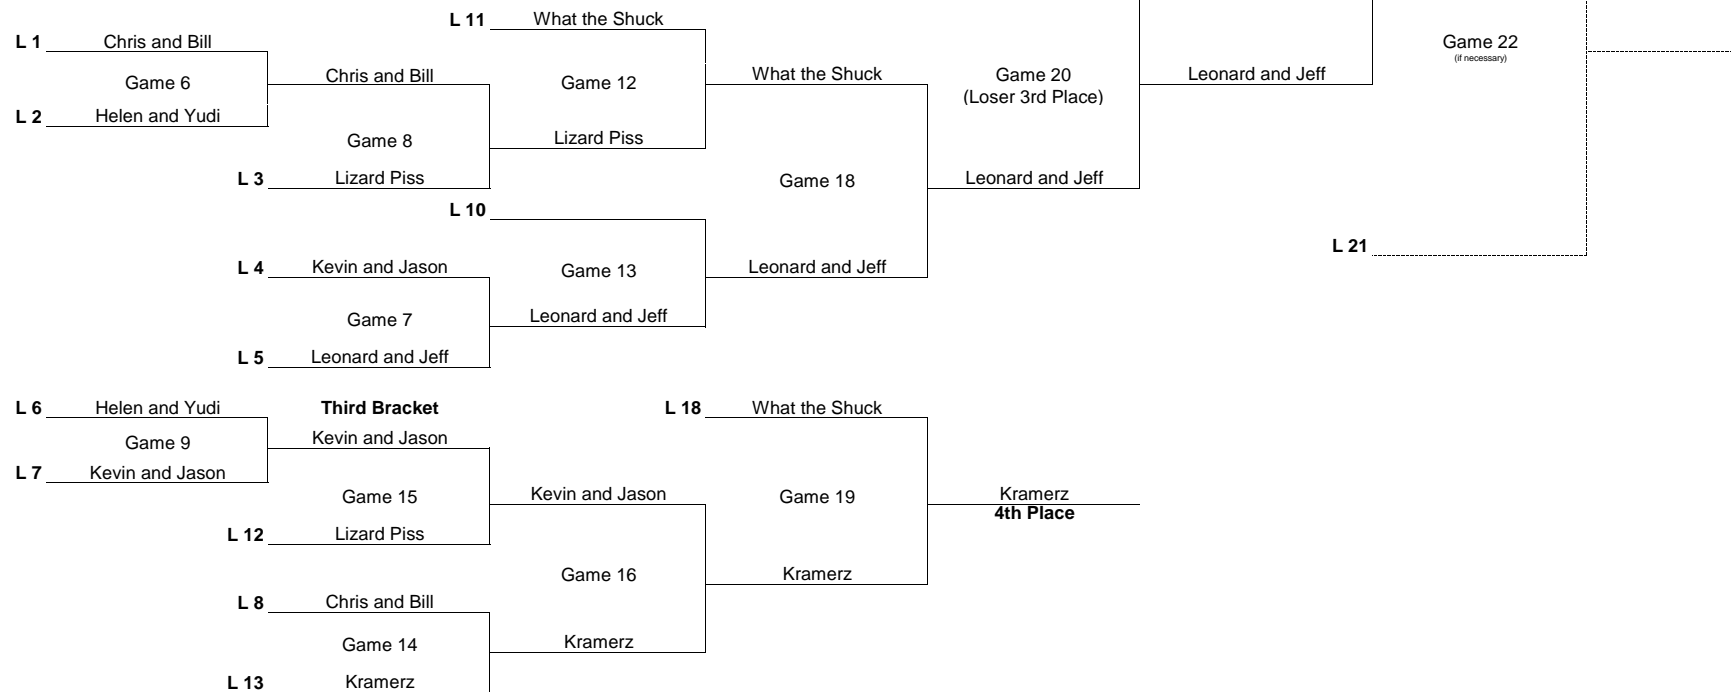 L 11 What the Shuck
L 1 Chris and Bill
Game 22
(if necessary)
Game 6
Chris and Bill
Game 12
What the Shuck
Game 20
(Loser 3rd Place)
Leonard and Jeff
L 2 Helen and Yudi
Game 8
Lizard Piss
L 3 Lizard Piss
Game 18
Leonard and Jeff
L 10
L 21
L 4 Kevin and Jason
Game 13
Leonard and Jeff
Game 7
Leonard and Jeff
L 5 Leonard and Jeff
L 6 Helen and Yudi
Third Bracket
L 18 What the Shuck
Game 9
Kevin and Jason
L 7 Kevin and Jason
Game 15
Kevin and Jason
Game 19
Kramerz
4th Place
L 12 Lizard Piss
Game 16
Kramerz
L 8 Chris and Bill
Game 14
Kramerz
L 13 Kramerz